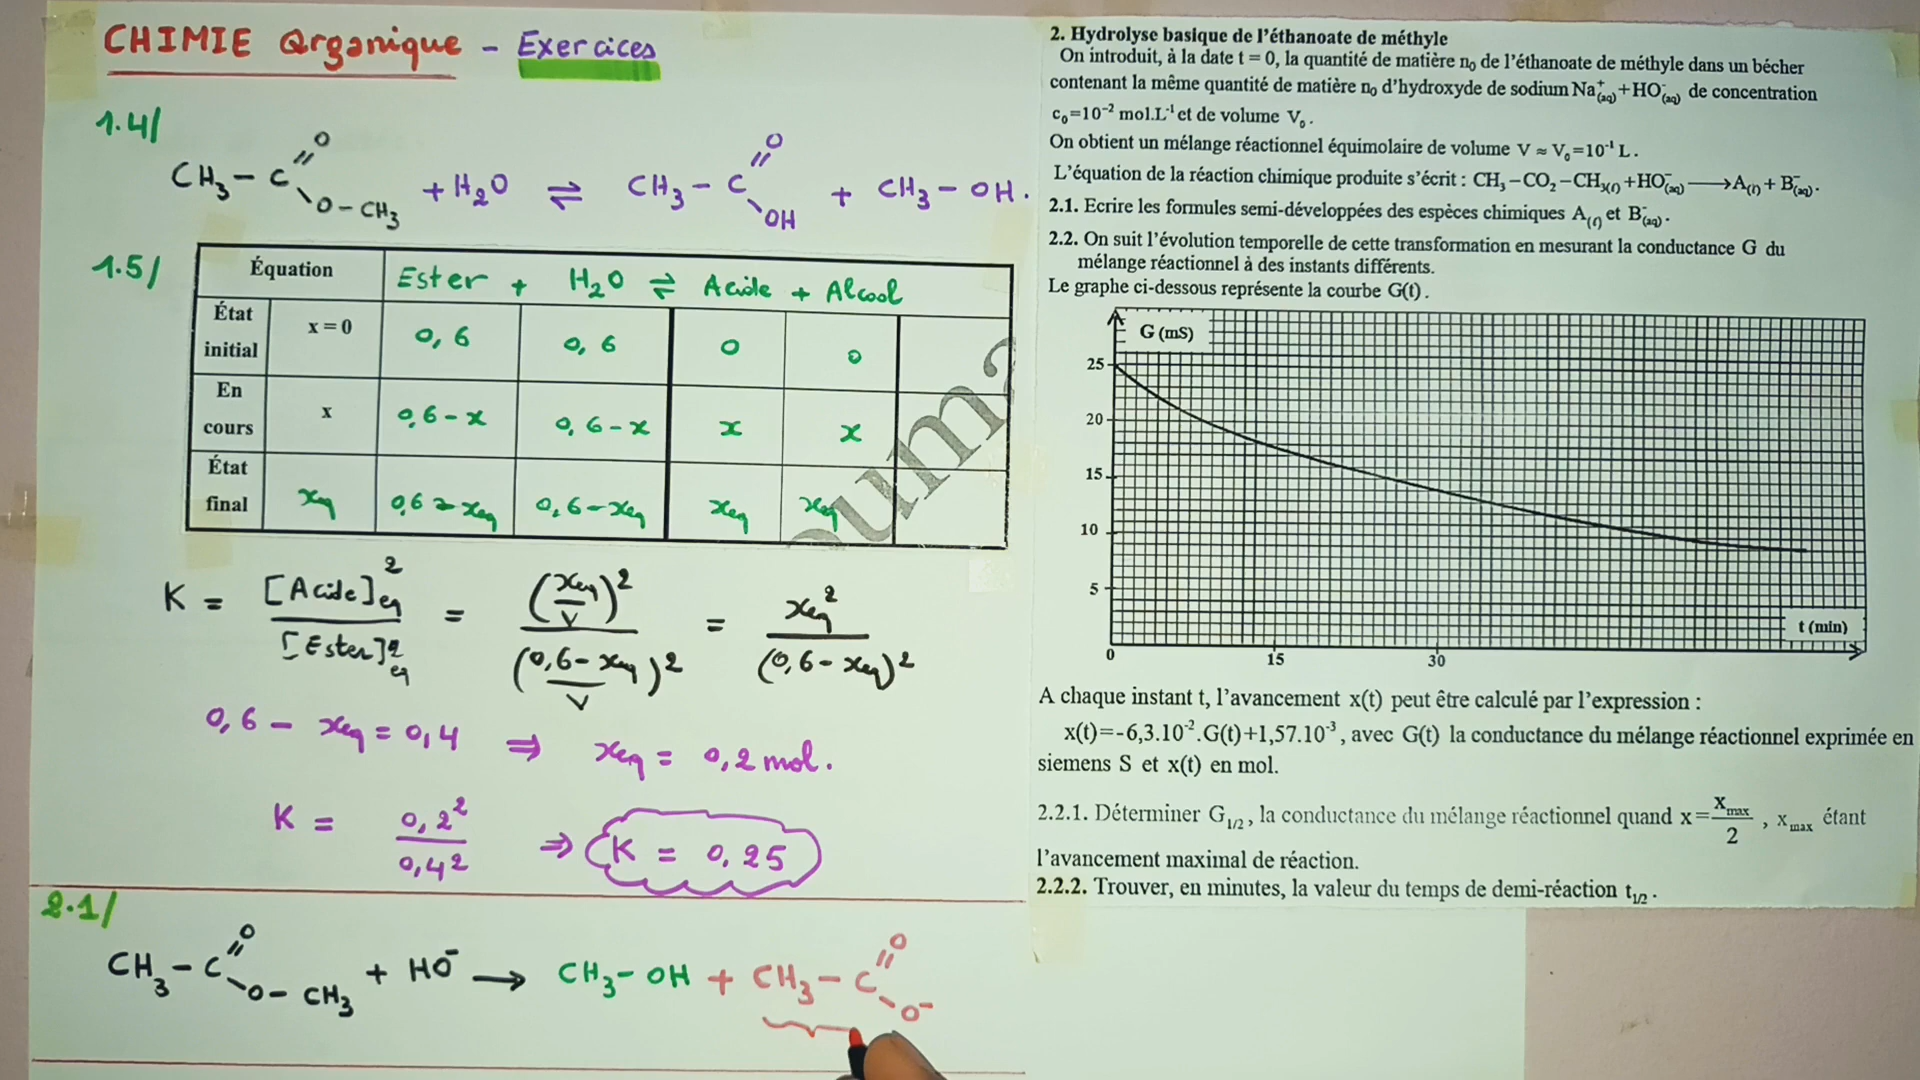 CHIMIE Organique - Exercices
1.4/
CH₃ - C (=O) O - CH₃ + H₂O ⇌ CH₃ - C (=O) OH + CH₃ - OH.
1.5/
Équation Ester + H₂O ⇌ Acide + Alcool
État initial x = 0 0,6 0,6 0 0
En cours x 0,6 - x 0,6 - x x x
État final xéq 0,6 - xéq 0,6 - xéq xéq xéq
K = [Acide]²éq / [Ester]²éq = (xéq/V)² / ((0,6 - xéq)/V)² = xéq² / (0,6 - xéq)²
0,6 - xéq = 0,4 ⇒ xéq = 0,2 mol.
K = 0,2² / 0,4² ⇒ K = 0,25
2.1/
CH₃ - C (=O) O - CH₃ + HO⁻ → CH₃ - OH + CH₃ - C (=O) O⁻
2. Hydrolyse basique de l'éthanoate de méthyle
On introduit, à la date t = 0, la quantité de matière n₀ de l'éthanoate de méthyle dans un bécher
contenant la même quantité de matière n₀ d'hydroxyde de sodium Na⁺(aq)+HO⁻(aq) de concentration
c₀=10⁻² mol.L⁻¹ et de volume V₀.
On obtient un mélange réactionnel équimolaire de volume V ≈ V₀=10⁻¹ L.
L'équation de la réaction chimique produite s'écrit : CH₃−CO₂−CH₃(ℓ)+HO⁻(aq)⟶A(ℓ)+B⁻(aq).
2.1. Ecrire les formules semi-développées des espèces chimiques A(ℓ) et B⁻(aq).
2.2. On suit l'évolution temporelle de cette transformation en mesurant la conductance G du
mélange réactionnel à des instants différents.
Le graphe ci-dessous représente la courbe G(t).
G (mS)
25
20
15
10
5
t (min)
0 15 30
A chaque instant t, l'avancement x(t) peut être calculé par l'expression :
x(t)=-6,3.10⁻².G(t)+1,57.10⁻³, avec G(t) la conductance du mélange réactionnel exprimée en
siemens S et x(t) en mol.
2.2.1. Déterminer G₁/₂, la conductance du mélange réactionnel quand x=xmax/2, xmax étant
l'avancement maximal de réaction.
2.2.2. Trouver, en minutes, la valeur du temps de demi-réaction t₁/₂.